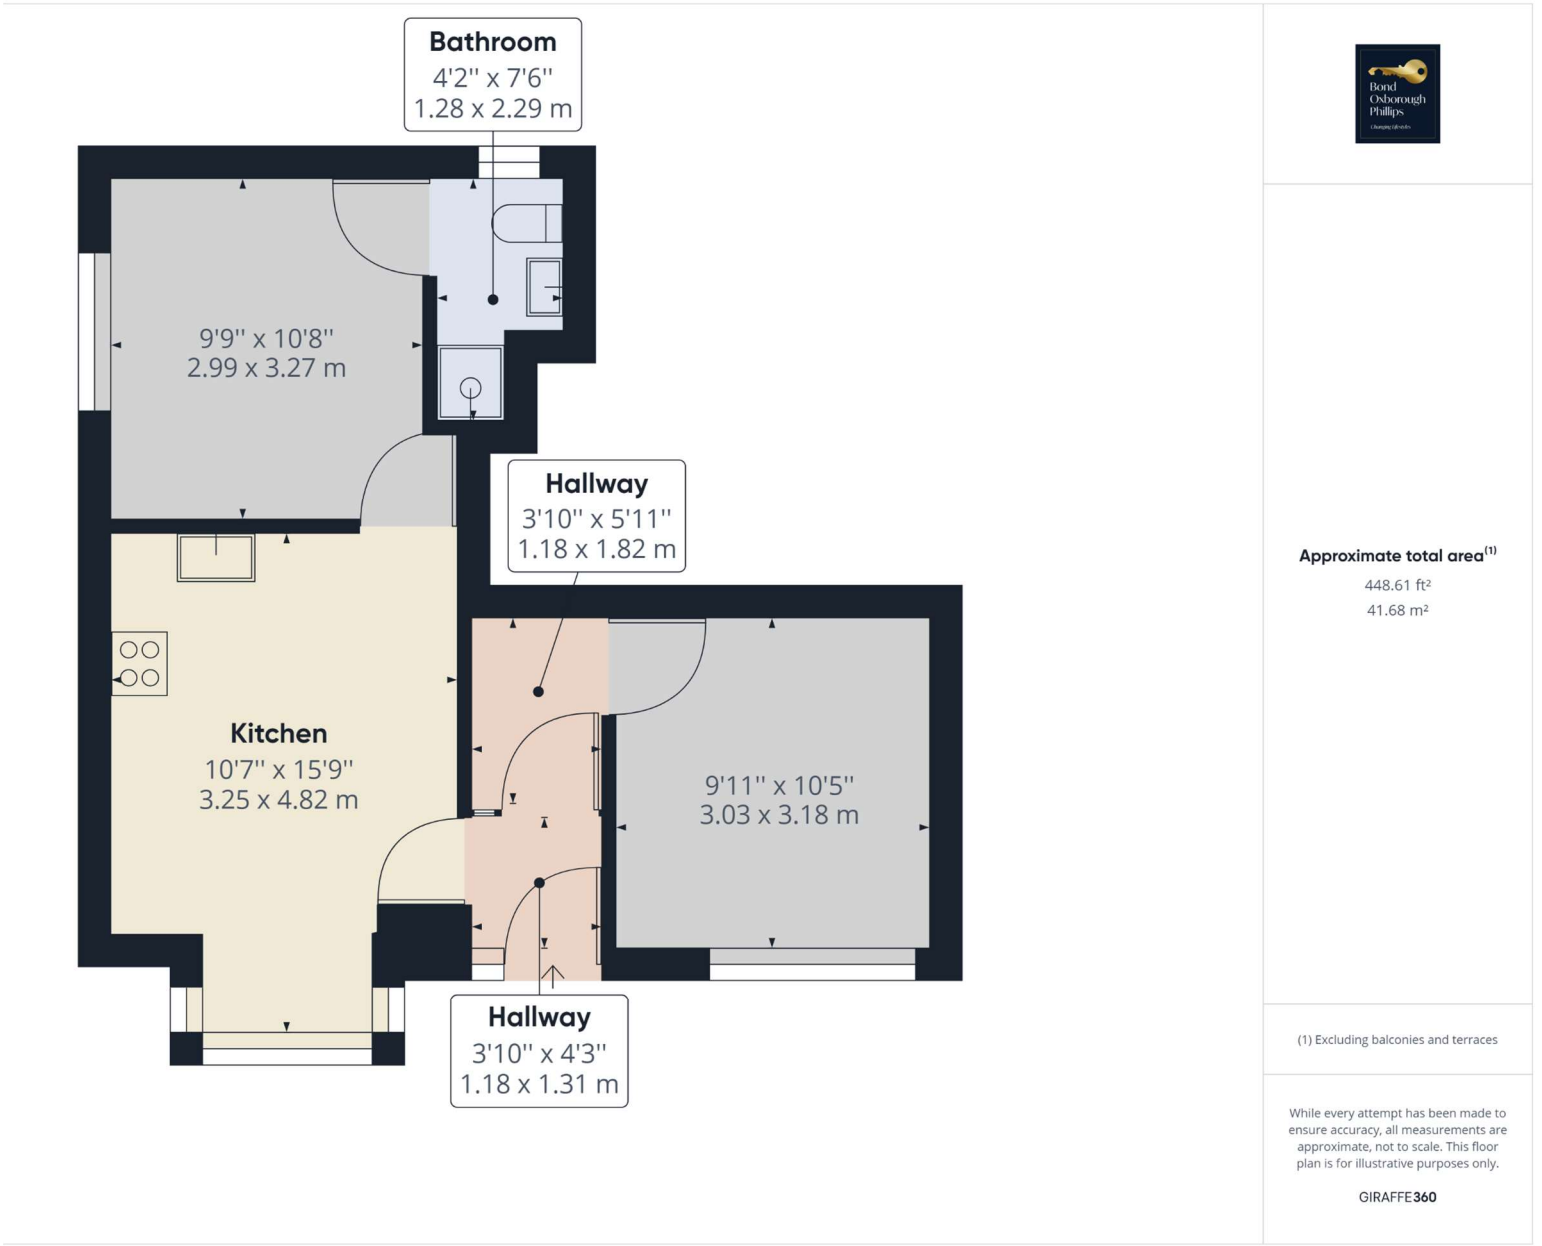 Bathroom
4'2'' x 7'6''
1.28 x 2.29 m
9'9'' x 10'8''
2.99 x 3.27 m
Hallway
3'10'' x 5'11''
1.18 x 1.82 m
Kitchen
10'7'' x 15'9''
3.25 x 4.82 m
9'11'' x 10'5''
3.03 x 3.18 m
Hallway
3'10'' x 4'3''
1.18 x 1.31 m
Bond
Oxborough
Phillips
Changing Lifestyles
Approximate total area⁽¹⁾
448.61 ft²
41.68 m²
(1) Excluding balconies and terraces
While every attempt has been made to
ensure accuracy, all measurements are
approximate, not to scale. This floor
plan is for illustrative purposes only.
GIRAFFE360